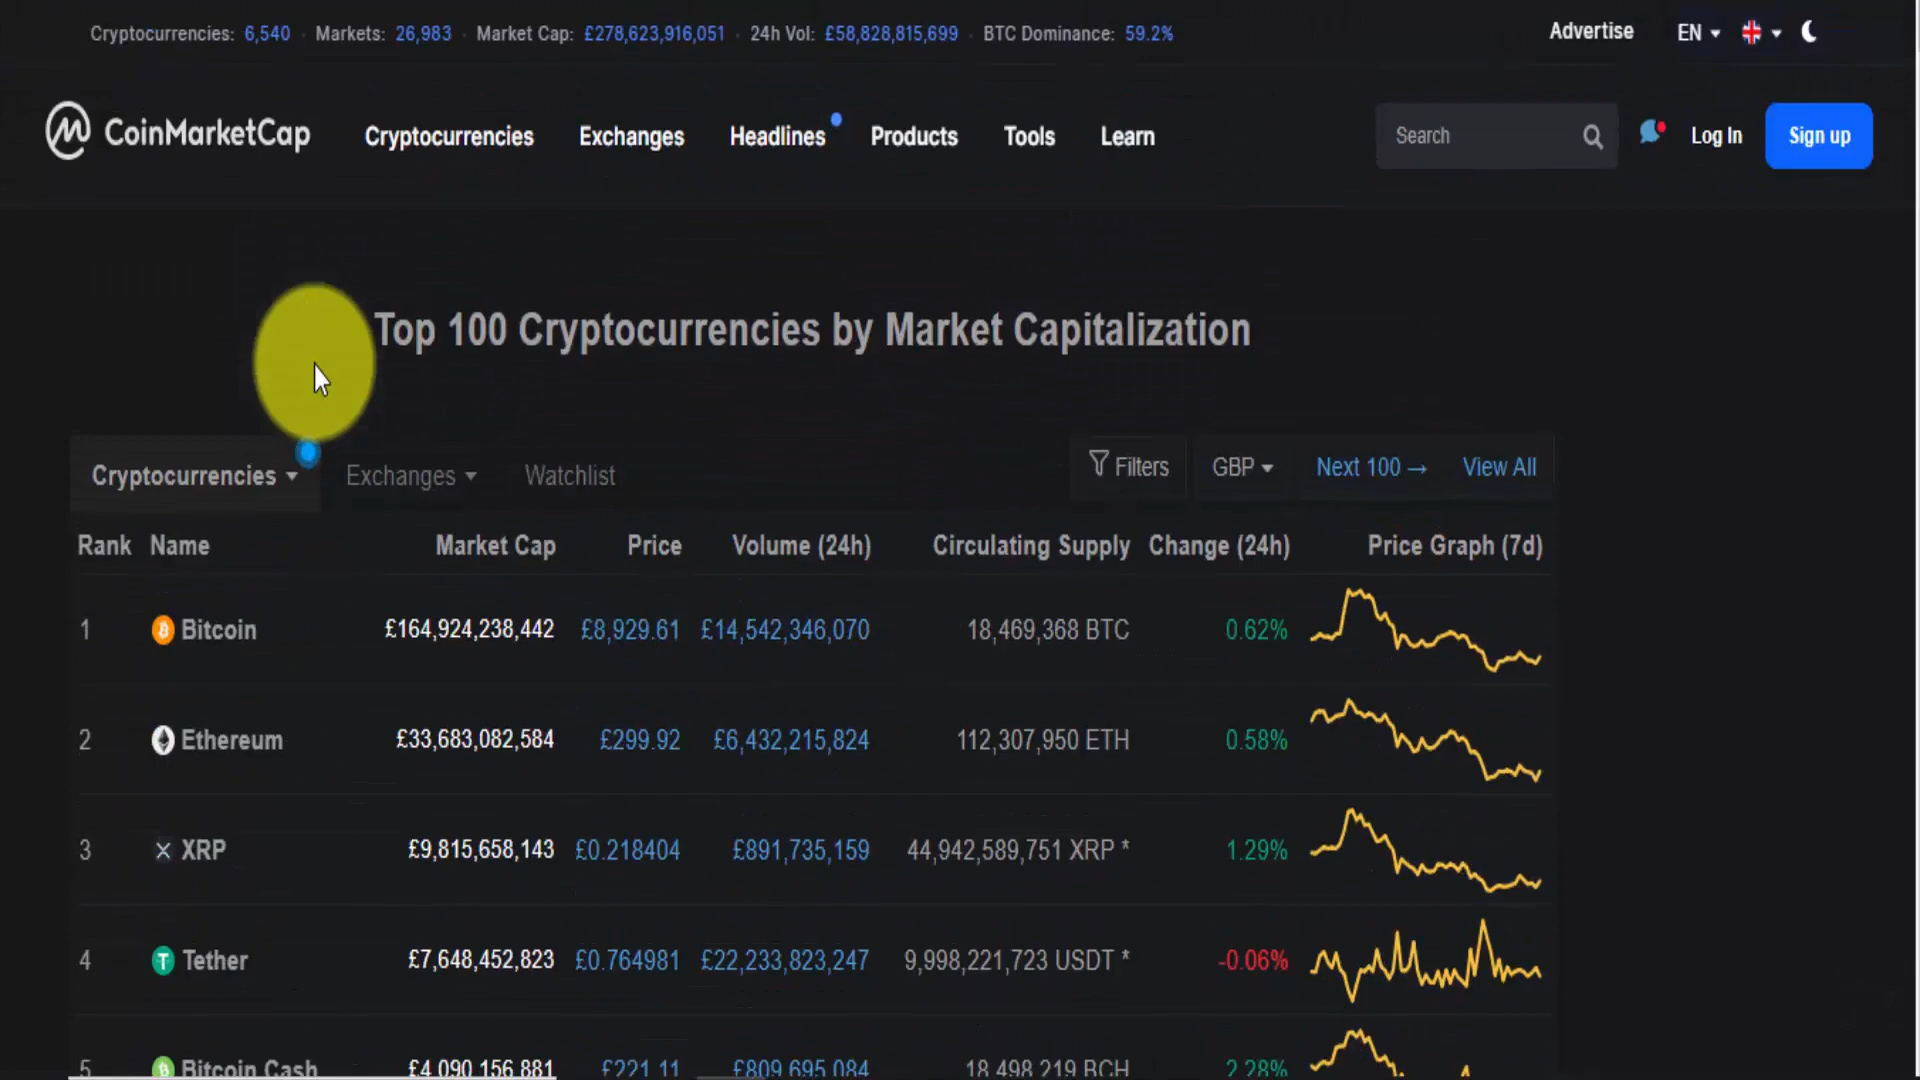 Cryptocurrencies: 6,540 · Markets: 26,983 · Market Cap: £278,623,916,051 · 24h Vol: £58,828,815,699 · BTC Dominance: 59.2%
Advertise EN
CoinMarketCap Cryptocurrencies Exchanges Headlines Products Tools Learn Search Log In Sign up
Top 100 Cryptocurrencies by Market Capitalization
Cryptocurrencies Exchanges Watchlist Filters GBP Next 100 → View All
Rank Name Market Cap Price Volume (24h) Circulating Supply Change (24h) Price Graph (7d)
1 Bitcoin £164,924,238,442 £8,929.61 £14,542,346,070 18,469,368 BTC 0.62%
2 Ethereum £33,683,082,584 £299.92 £6,432,215,824 112,307,950 ETH 0.58%
3 XRP £9,815,658,143 £0.218404 £891,735,159 44,942,589,751 XRP * 1.29%
4 Tether £7,648,452,823 £0.764981 £22,233,823,247 9,998,221,723 USDT * -0.06%
5 Bitcoin Cash £4,090,156,881 £221.11 £809,695,084 18,498,219 BCH 2.28%